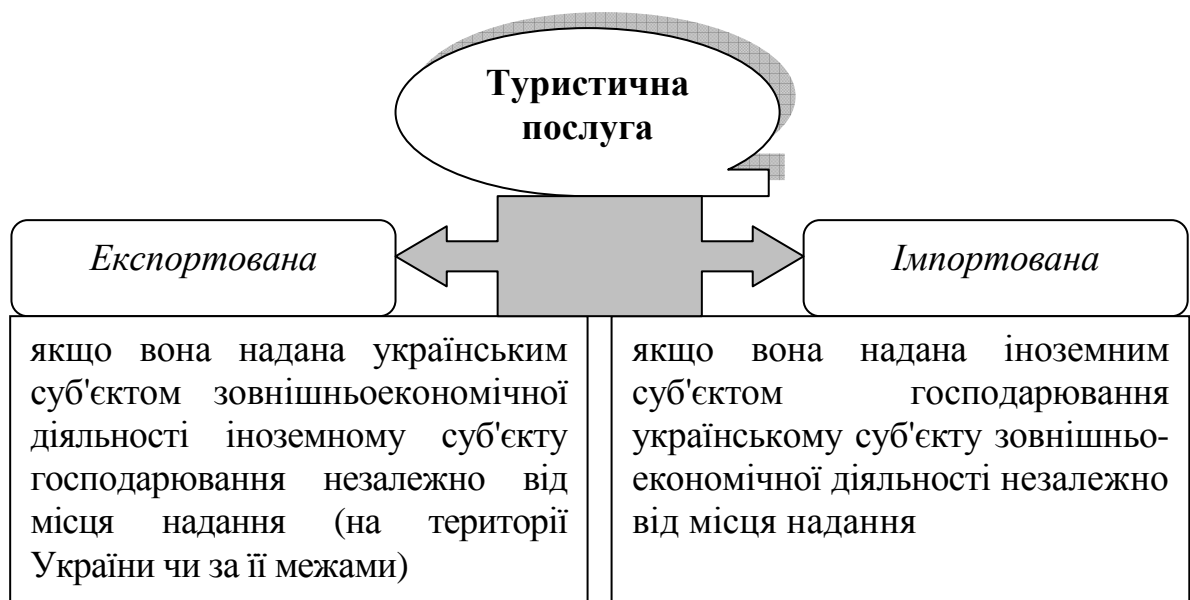 Туристична
послуга
Експортована
Імпортована
якщо вона надана українським
суб'єктом зовнішньоекономічної
діяльності іноземному суб'єкту
господарювання незалежно від
місця надання (на території
України чи за її межами)
якщо вона надана іноземним
суб'єктом господарювання
українському суб'єкту зовнішньо-
економічної діяльності незалежно
від місця надання